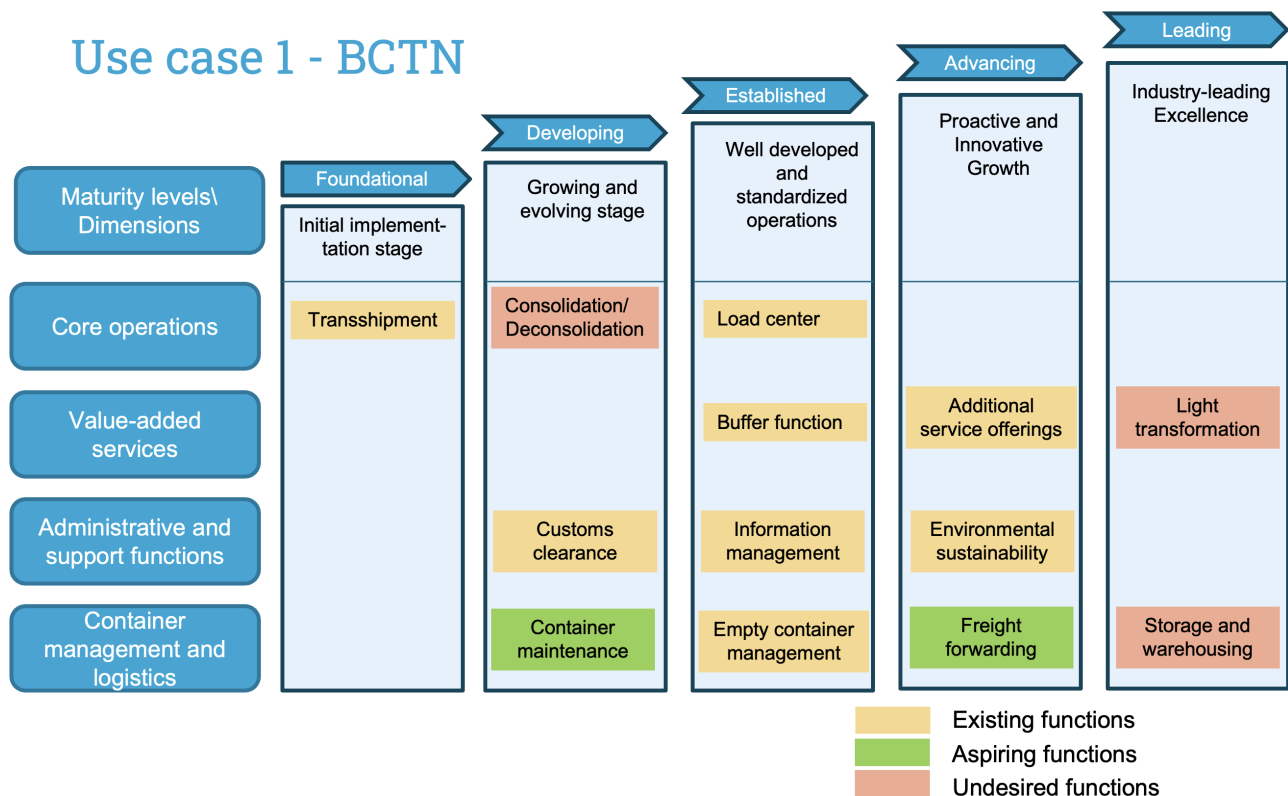 Use case 1 - BCTN
Leading
Advancing
Established
Developing
Foundational
Maturity levels\
Dimensions
Initial implemen-
tation stage
Growing and
evolving stage
Well developed
and
standardized
operations
Proactive and
Innovative
Growth
Industry-leading
Excellence
Core operations
Transshipment
Consolidation/
Deconsolidation
Load center
Value-added
services
Buffer function
Additional
service offerings
Light
transformation
Administrative and
support functions
Customs
clearance
Information
management
Environmental
sustainability
Container
management and
logistics
Container
maintenance
Empty container
management
Freight
forwarding
Storage and
warehousing
Existing functions
Aspiring functions
Undesired functions